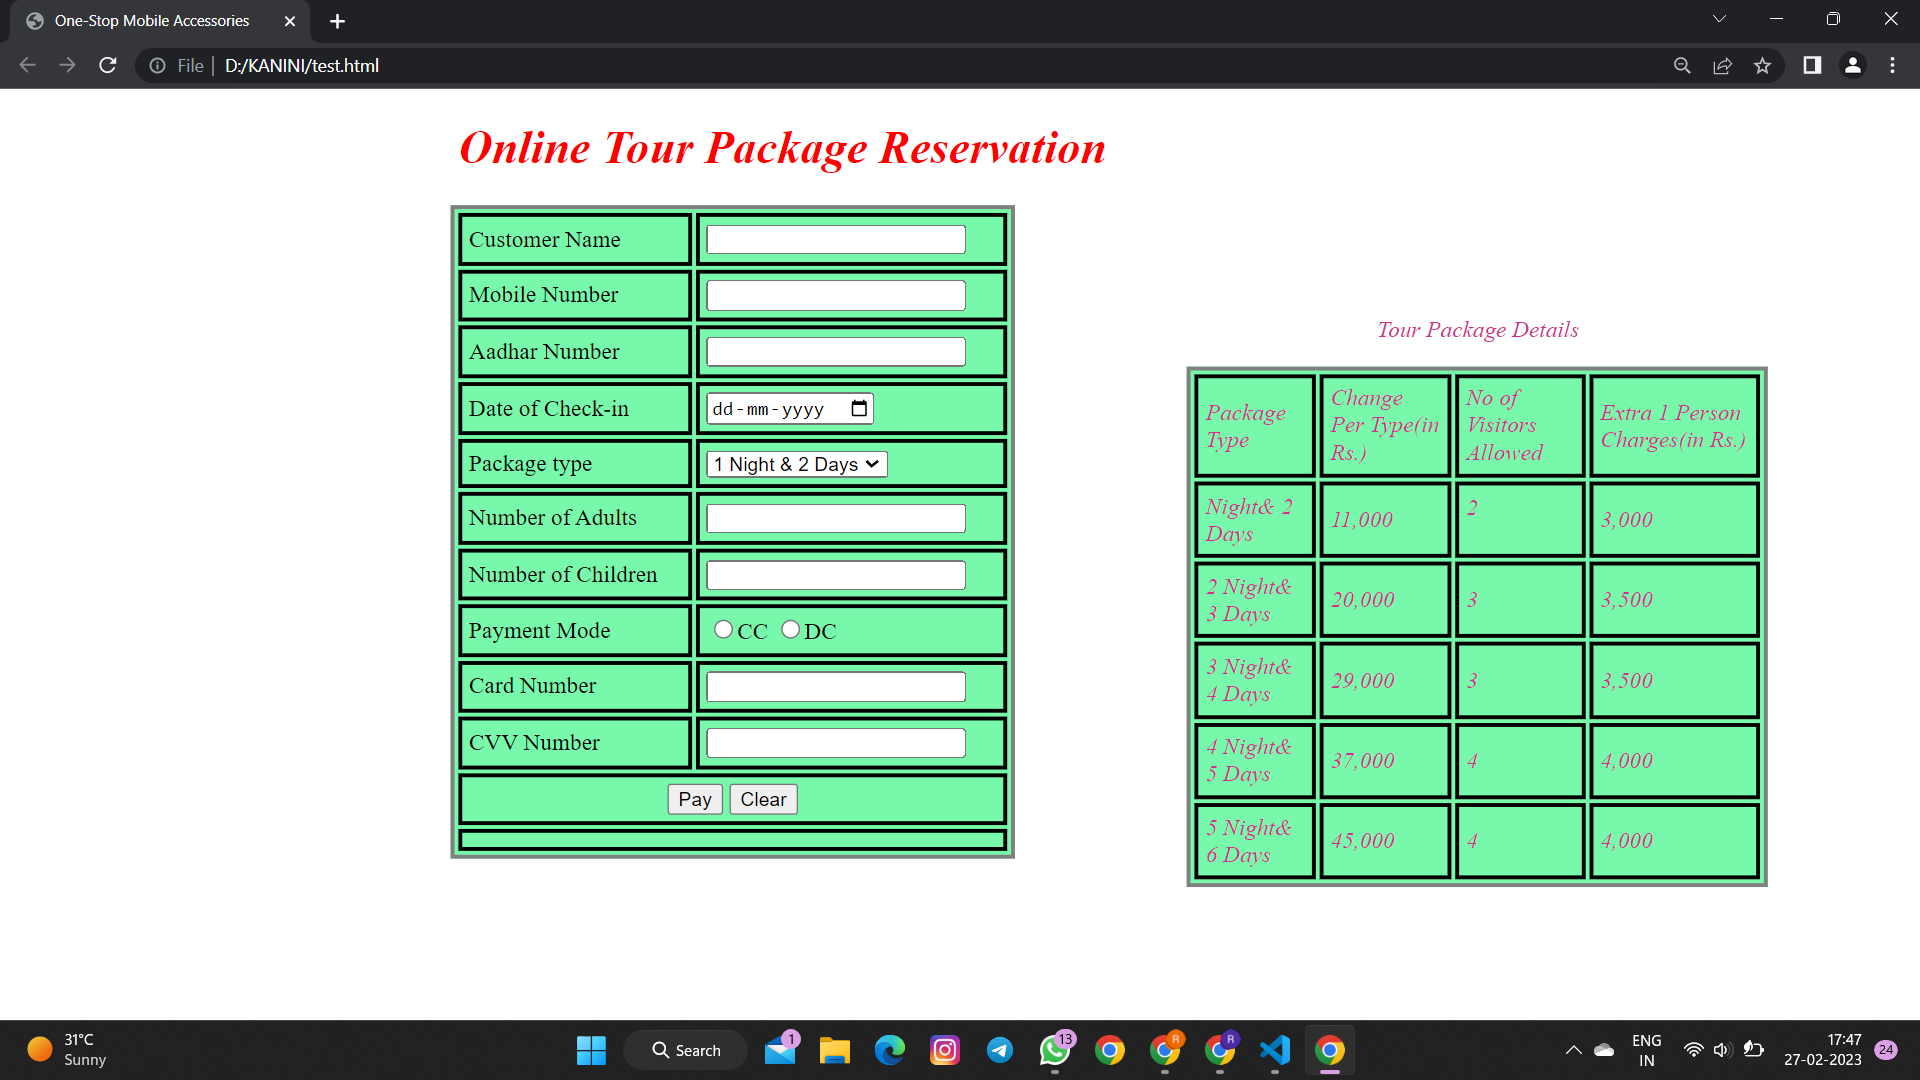 One-Stop Mobile Accessories
File | D:/KANINI/test.html
Online Tour Package Reservation
Customer Name
Mobile Number
Aadhar Number
Date of Check-in
dd-mm-yyyy
Package type
1 Night & 2 Days
Number of Adults
Number of Children
Payment Mode
CC DC
Card Number
CVV Number
Pay Clear
Tour Package Details
Package
Type
Change
Per Type(in
Rs.)
No of
Visitors
Allowed
Extra 1 Person
Charges(in Rs.)
Night& 2
Days
11,000
2
3,000
2 Night&
3 Days
20,000
3
3,500
3 Night&
4 Days
29,000
3
3,500
4 Night&
5 Days
37,000
4
4,000
5 Night&
6 Days
45,000
4
4,000
31°C
Sunny
Search
1
13
R
R
ENG
IN
17:47
27-02-2023
24